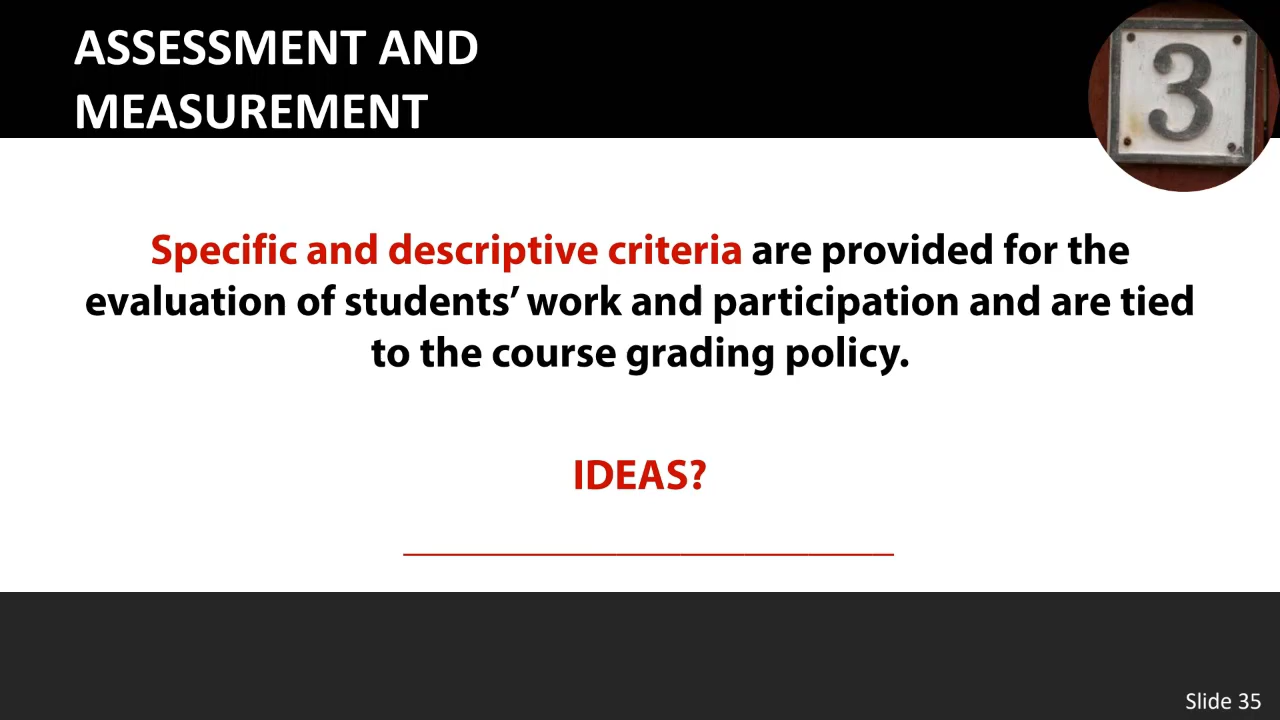 ASSESSMENT AND
MEASUREMENT
3
Specific and descriptive criteria are provided for the
evaluation of students’ work and participation and are tied
to the course grading policy.
IDEAS?
Slide 35